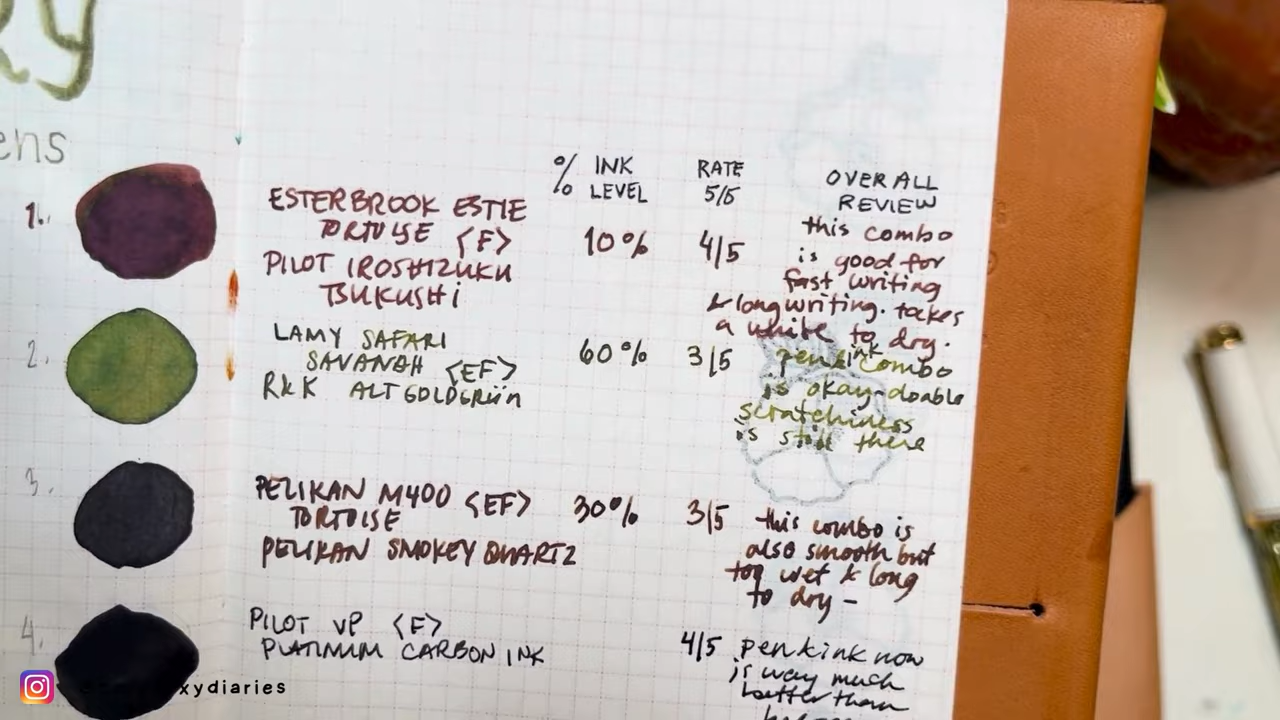 ens
% INK LEVEL
RATE 5/5
OVERALL REVIEW
1.
ESTERBROOK ESTIE
TORTOISE <F>
PILOT IROSHIZUKU
TSUKUSHI
10%
4/5
this combo
is good for
fast writing
& long writing. takes
a while to dry.
2.
LAMY SAFARI
SAVANAH <EF>
R&K ALTGOLDGRÜN
60%
3/5
pen & ink combo
is okay-doable
scratchiness
is still there
3.
PELIKAN M400 <EF>
TORTOISE
PELIKAN SMOKEY QUARTZ
30%
3/5
this combo is
also smooth but
too wet & long
to dry -
4.
PILOT VP <F>
PLATINUM CARBON INK
4/5
pen & ink now
is way much
better than
xydiaries